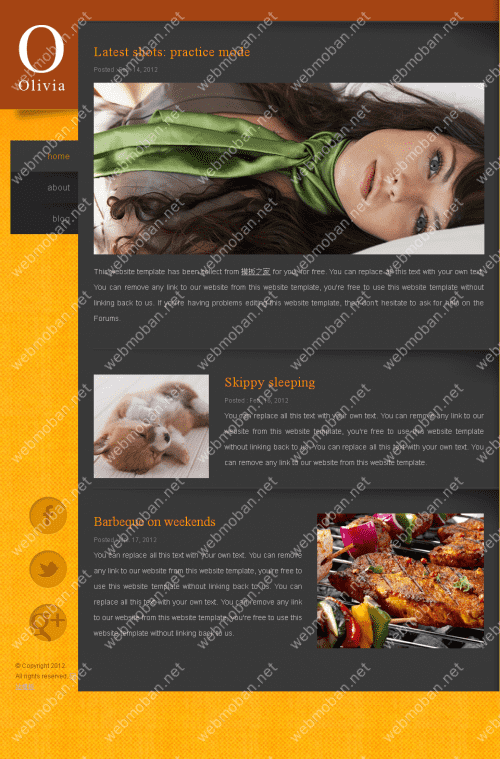 O
Olivia
home
about
blog
Latest shots: practice mode
Posted : Feb 14, 2012
This website template has been collect from 模板之家 for you, for free. You can replace all this text with your own text.
You can remove any link to our website from this website template, you're free to use this website template without
linking back to us. If you're having problems editing this website template, then don't hesitate to ask for help on the
Forums.
Skippy sleeping
Posted : Feb 16, 2012
You can replace all this text with your own text. You can remove any link to our
website from this website template, you're free to use this website template
without linking back to us. You can replace all this text with your own text. You
can remove any link to our website from this website template.
Barbeque on weekends
Posted : Feb 17, 2012
You can replace all this text with your own text. You can remove
any link to our website from this website template, you're free to
use this website template without linking back to us. You can
replace all this text with your own text. You can remove any link
to our website from this website template, you're free to use this
website template without linking back to us.
f
g+
© Copyright 2012.
All rights reserved.
webmoban.net